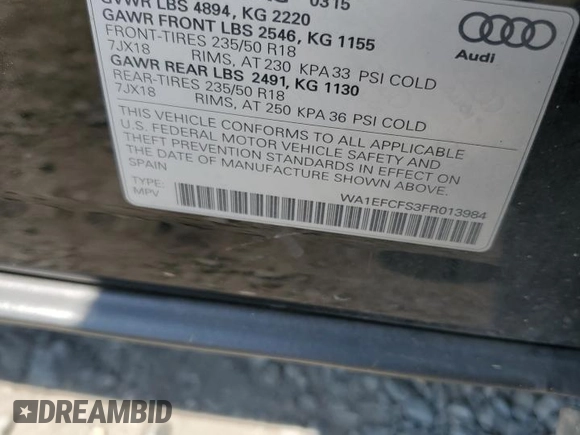 GVWR LBS 4894, KG 2220
0315
GAWR FRONT LBS 2546, KG 1155
FRONT-TIRES 235/50 R18
7JX18 RIMS, AT 230 KPA 33 PSI COLD
GAWR REAR LBS 2491, KG 1130
REAR-TIRES 235/50 R18
7JX18 RIMS, AT 250 KPA 36 PSI COLD
THIS VEHICLE CONFORMS TO ALL APPLICABLE
U.S. FEDERAL MOTOR VEHICLE SAFETY AND
THEFT PREVENTION STANDARDS IN EFFECT ON
THE DATE OF MANUFACTURE SHOWN ABOVE.
SPAIN
TYPE:
MPV
WA1EFCFS3FR013984
Audi
DREAMBID